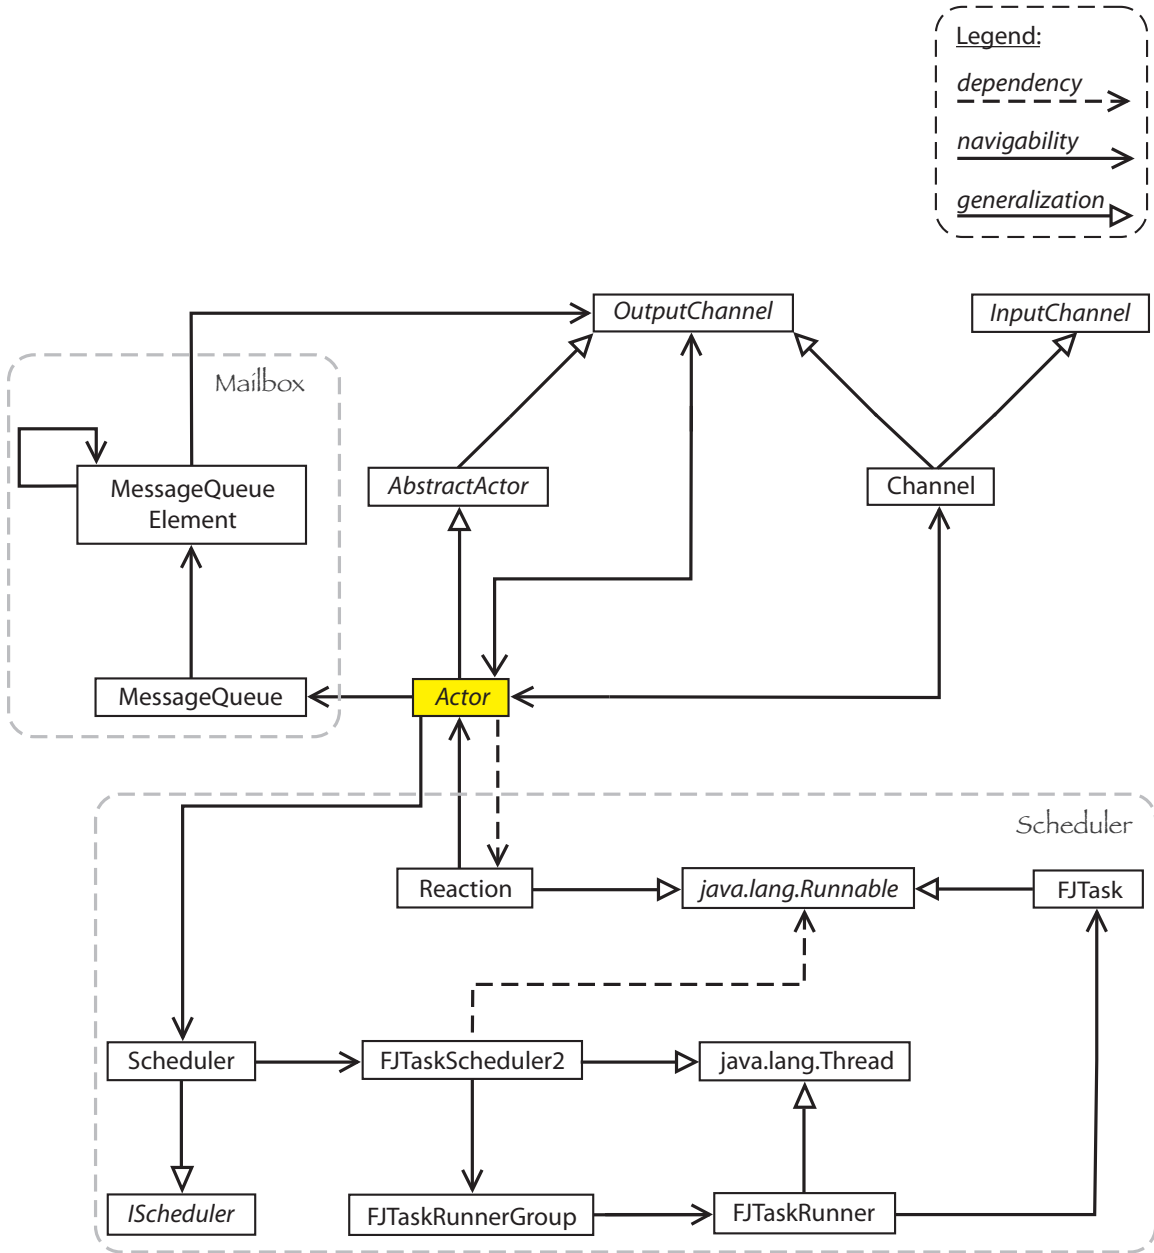 Legend:
dependency
navigability
generalization
OutputChannel
InputChannel
Mailbox
MessageQueue
Element
AbstractActor
Channel
MessageQueue
Actor
Scheduler
Reaction
java.lang.Runnable
FJTask
Scheduler
FJTaskScheduler2
java.lang.Thread
IScheduler
FJTaskRunnerGroup
FJTaskRunner